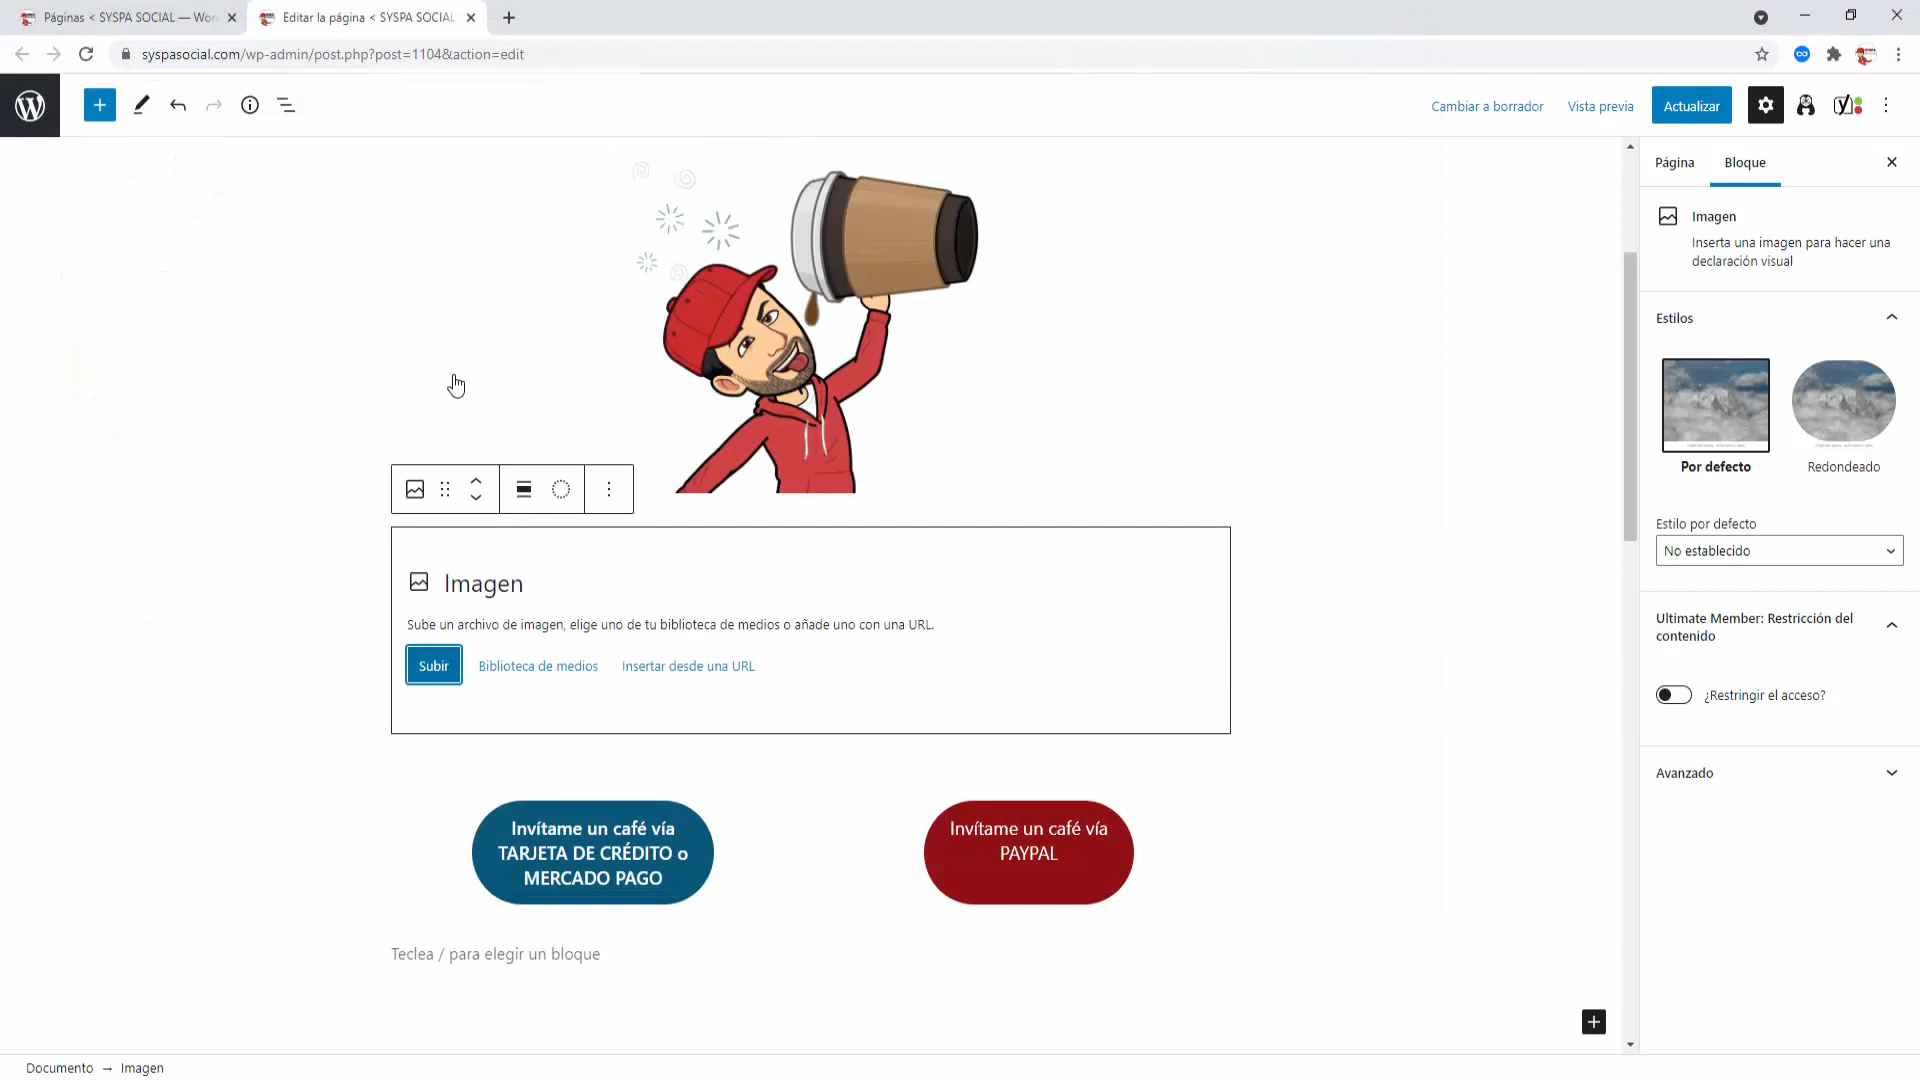 Páginas < SYSPA SOCIAL — Wor
Editar la página < SYSPA SOCIAL
syspasocial.com/wp-admin/post.php?post=1104&action=edit
Cambiar a borrador
Vista previa
Actualizar
Página
Bloque
Imagen
Inserta una imagen para hacer una
declaración visual
Estilos
Por defecto
Redondeado
Estilo por defecto
No establecido
Ultimate Member: Restricción del
contenido
¿Restringir el acceso?
Avanzado
Imagen
Sube un archivo de imagen, elige uno de tu biblioteca de medios o añade uno con una URL.
Subir
Biblioteca de medios
Insertar desde una URL
Invítame un café vía
TARJETA DE CRÉDITO o
MERCADO PAGO
Invítame un café vía
PAYPAL
Teclea / para elegir un bloque
Documento → Imagen